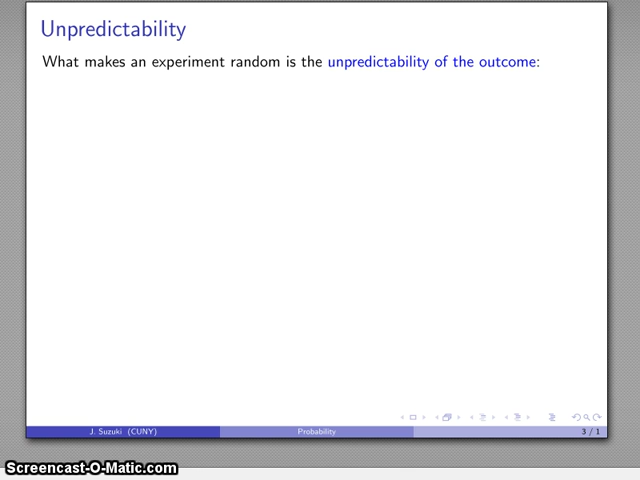 Unpredictability
What makes an experiment random is the unpredictability of the outcome:
J. Suzuki (CUNY)
Probability
3 / 1
Screencast-O-Matic.com